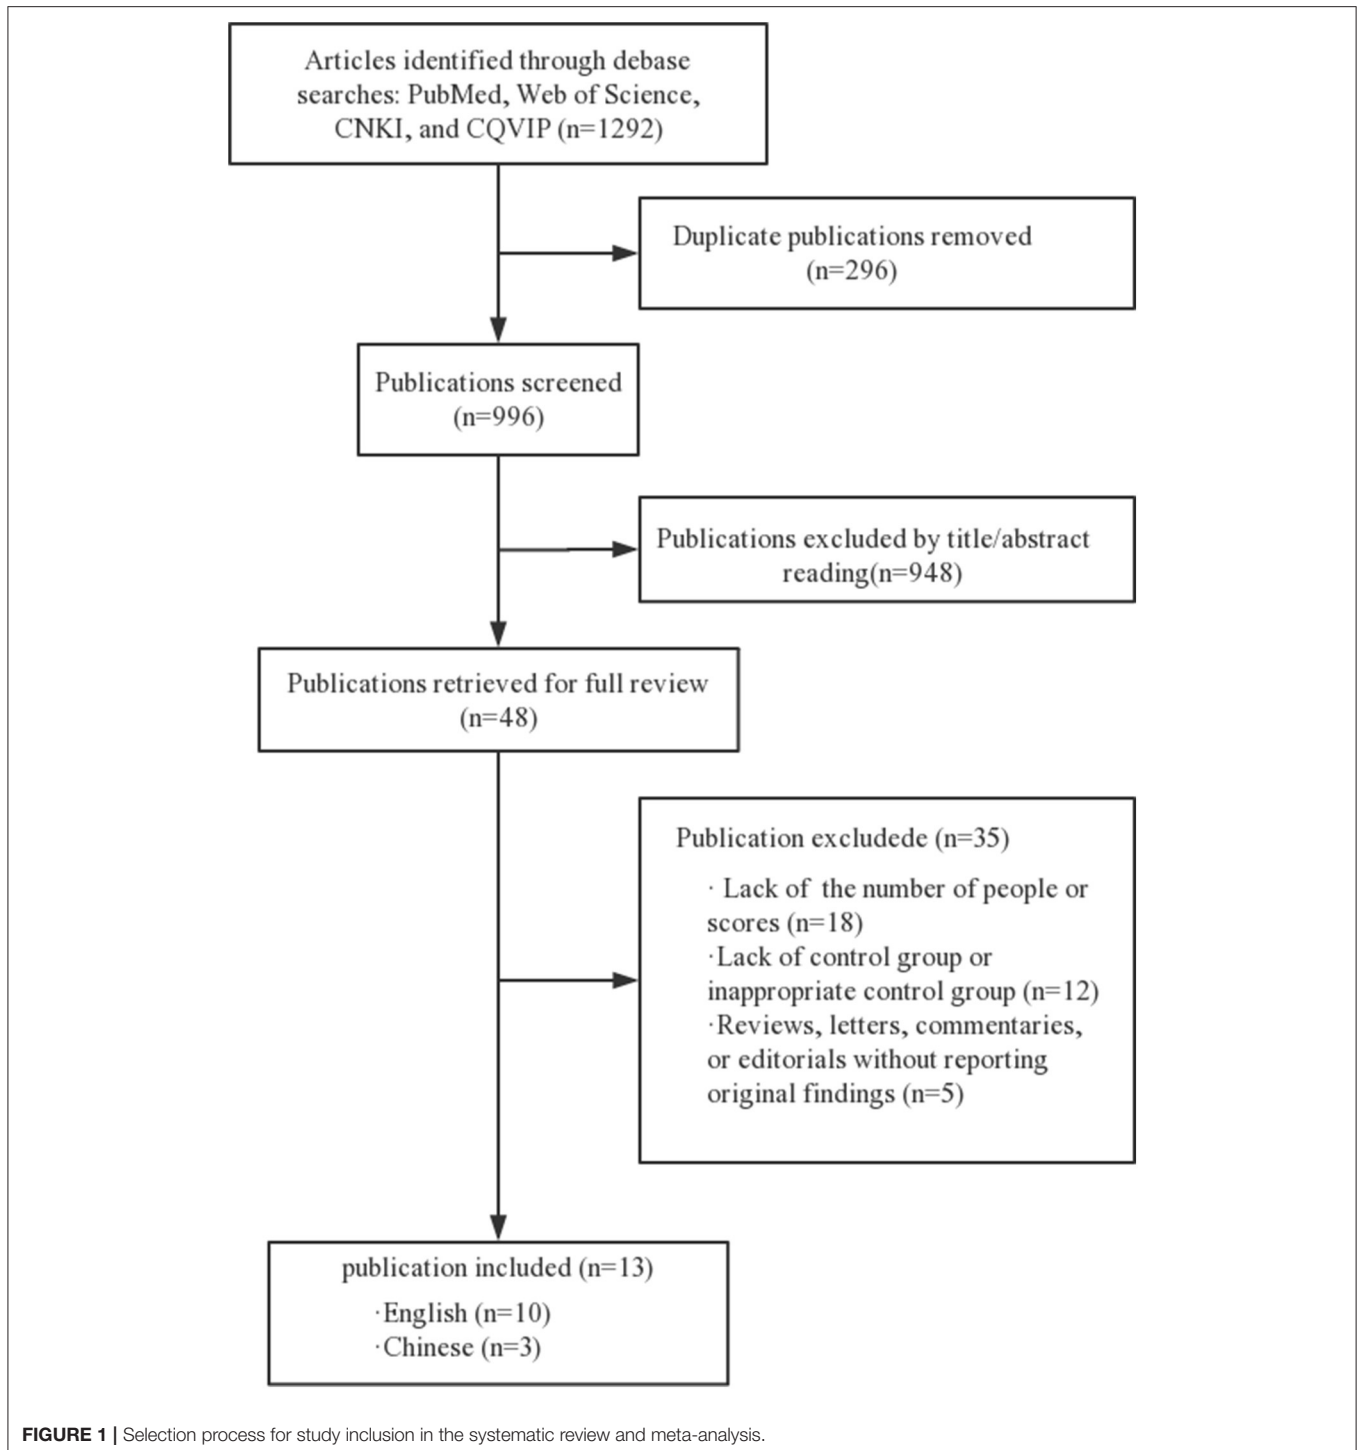 Articles identified through debase
searches: PubMed, Web of Science,
CNKI, and CQVIP (n=1292)
Duplicate publications removed
(n=296)
Publications screened
(n=996)
Publications excluded by title/abstract
reading(n=948)
Publications retrieved for full review
(n=48)
Publication excludede (n=35)
· Lack of the number of people or
scores (n=18)
·Lack of control group or
inappropriate control group (n=12)
·Reviews, letters, commentaries,
or editorials without reporting
original findings (n=5)
publication included (n=13)
·English (n=10)
·Chinese (n=3)
FIGURE 1 | Selection process for study inclusion in the systematic review and meta-analysis.